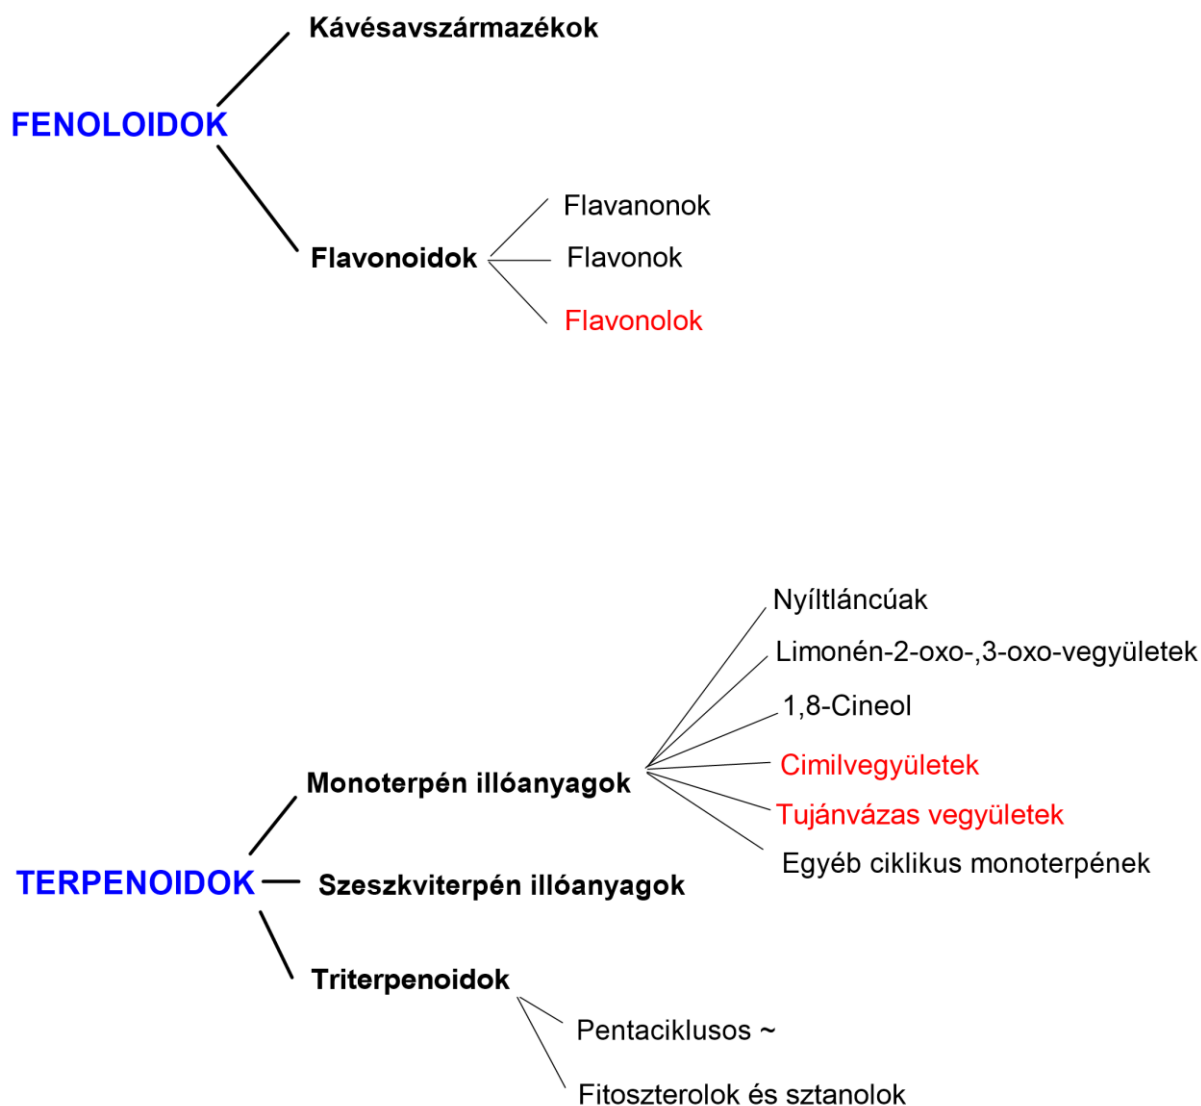 Kávésavszármazékok
FENOLOIDOK
Flavanonok
Flavonoidok
Flavonok
Flavonolok
Nyíltláncúak
Limonén-2-oxo-,3-oxo-vegyületek
1,8-Cineol
Cimilvegyületek
Monoterpén illóanyagok
Tujánvázas vegyületek
Egyéb ciklikus monoterpének
TERPENOIDOK
Szeszkviterpén illóanyagok
Triterpenoidok
Pentaciklusos ~
Fitoszterolok és sztanolok